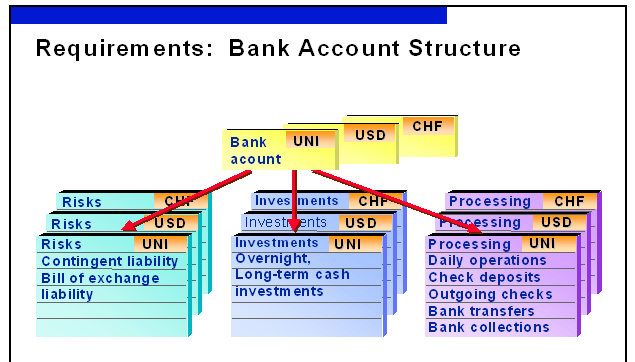 Requirements: Bank Account Structure
CHF
USD
UNI
Bank
acount
Risks CHF
Risks USD
Risks UNI
Contingent liability
Bill of exchange
liability
Investments CHF
Investments USD
Investments UNI
Overnight,
Long-term cash
investments
Processing CHF
Processing USD
Processing UNI
Daily operations
Check deposits
Outgoing checks
Bank transfers
Bank collections